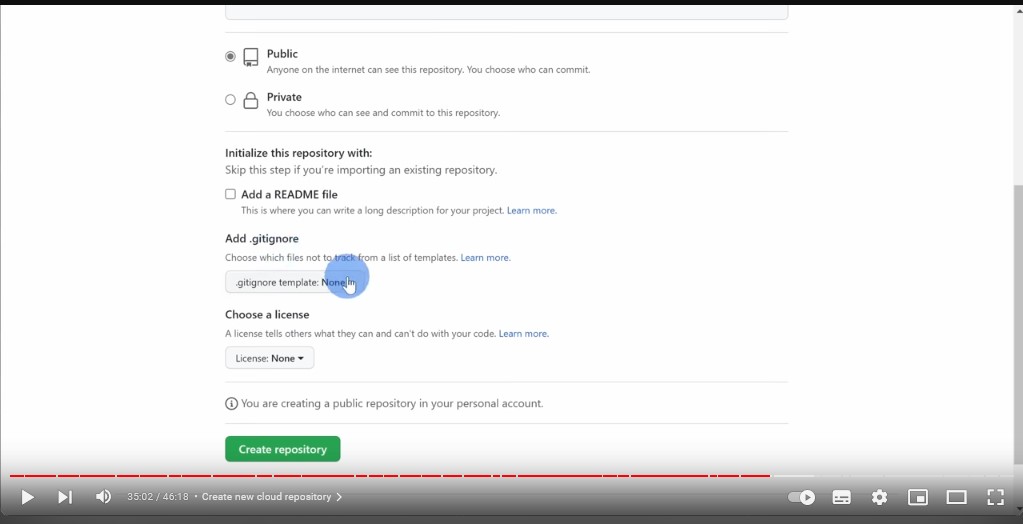 Public
Anyone on the internet can see this repository. You choose who can commit.
Private
You choose who can see and commit to this repository.
Initialize this repository with:
Skip this step if you're importing an existing repository.
Add a README file
This is where you can write a long description for your project. Learn more.
Add .gitignore
Choose which files not to track from a list of templates. Learn more.
.gitignore template: None
Choose a license
A license tells others what they can and can't do with your code. Learn more.
License: None
You are creating a public repository in your personal account.
Create repository
35:02 / 46:18 • Create new cloud repository